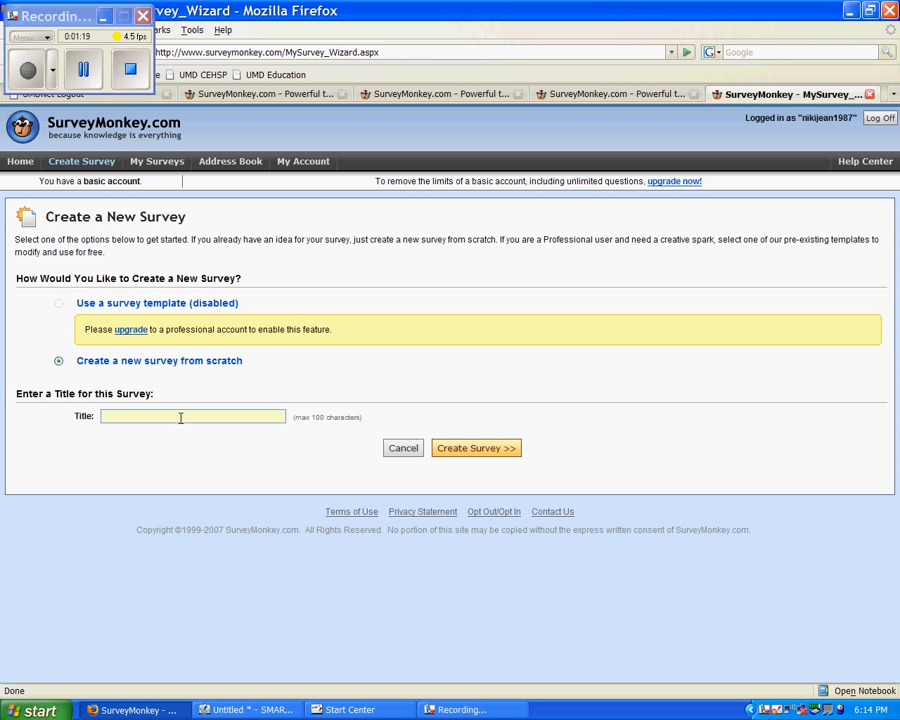 Recordin... vey_Wizard - Mozilla Firefox
Menu 0:01:19 4.5 fps
arks Tools Help
http://www.surveymonkey.com/MySurvey_Wizard.aspx Google
UMD CEHSP UMD Education
UMDNet Logout SurveyMonkey.com - Powerful t... SurveyMonkey.com - Powerful t... SurveyMonkey.com - Powerful t... SurveyMonkey - MySurvey_...
SurveyMonkey.com
because knowledge is everything
Logged in as "nikijean1987" Log Off
Home Create Survey My Surveys Address Book My Account Help Center
You have a basic account. To remove the limits of a basic account, including unlimited questions, upgrade now!
Create a New Survey
Select one of the options below to get started. If you already have an idea for your survey, just create a new survey from scratch. If you are a Professional user and need a creative spark, select one of our pre-existing templates to
modify and use for free.
How Would You Like to Create a New Survey?
Use a survey template (disabled)
Please upgrade to a professional account to enable this feature.
Create a new survey from scratch
Enter a Title for this Survey:
Title: (max 100 characters)
Cancel Create Survey >>
Terms of Use Privacy Statement Opt Out/Opt In Contact Us
Copyright ©1999-2007 SurveyMonkey.com. All Rights Reserved. No portion of this site may be copied without the express written consent of SurveyMonkey.com.
Done Open Notebook
start SurveyMonkey - ... Untitled * - SMAR... Start Center Recording... 6:14 PM